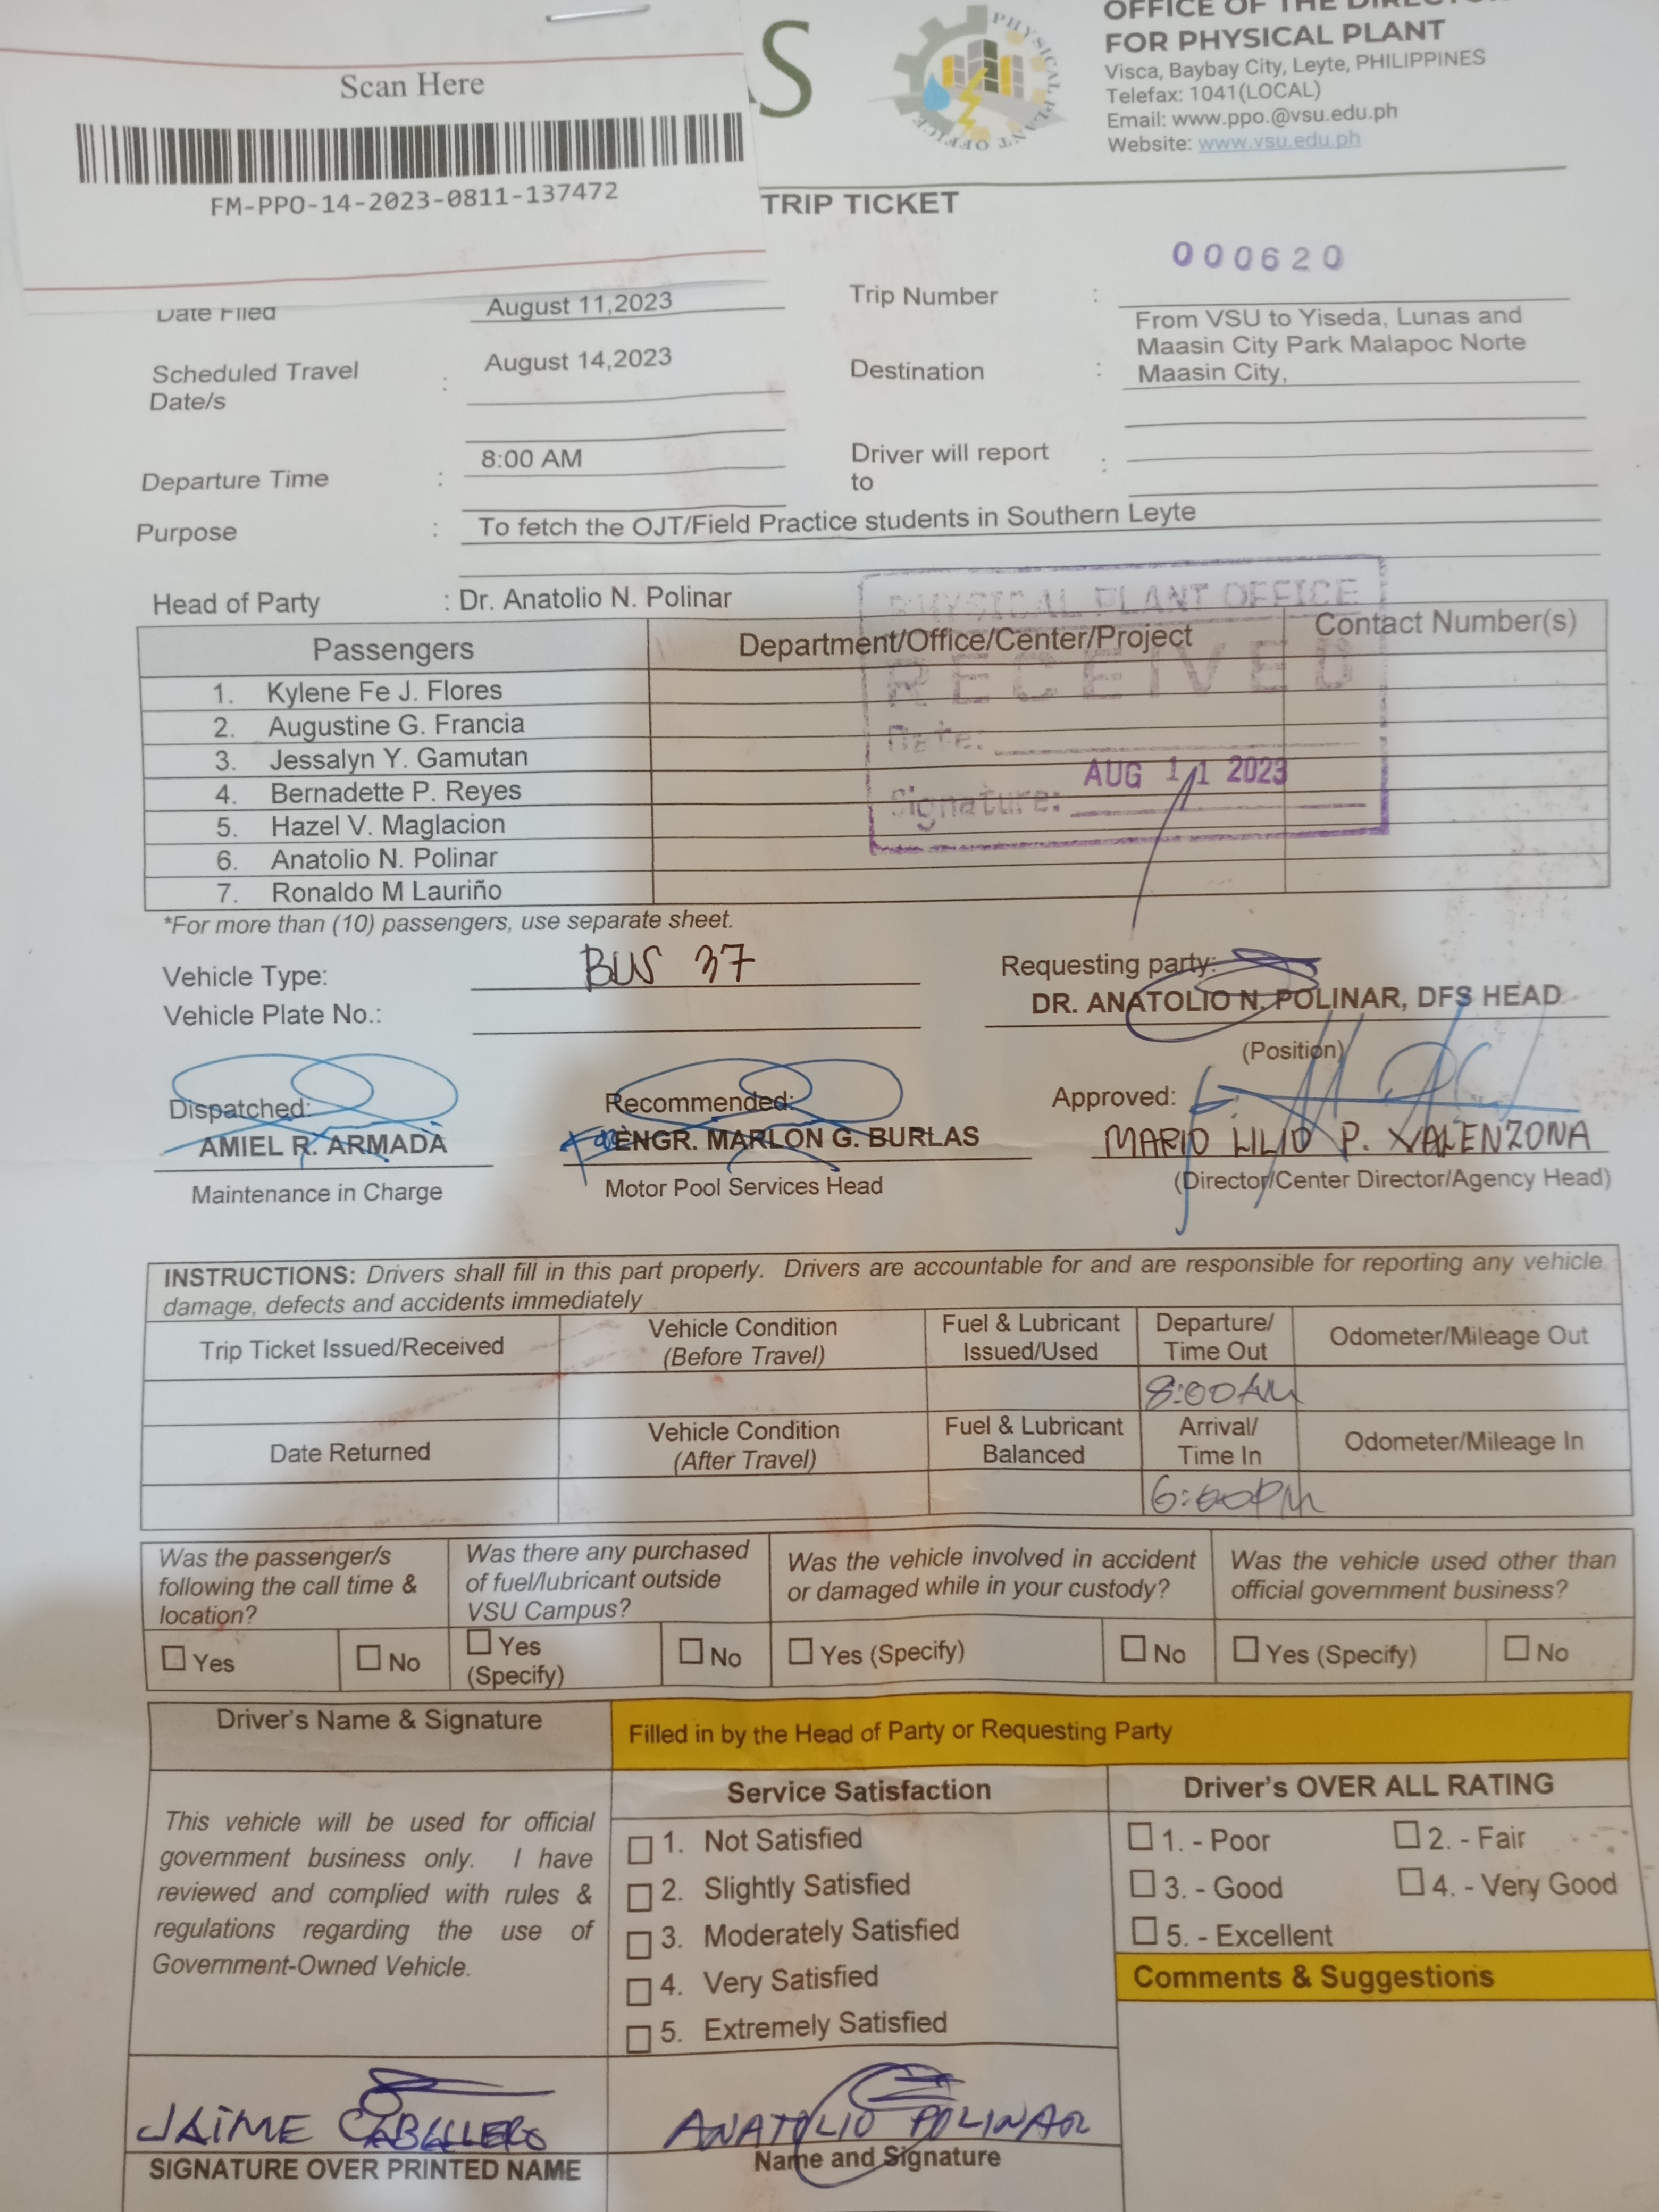 Scan Here
FM-PPO-14-2023-0811-137472
S
PHYSICAL PLANT OFFICE
OFFICE OF THE DIRECTOR
FOR PHYSICAL PLANT
Visca, Baybay City, Leyte, PHILIPPINES
Telefax: 1041(LOCAL)
Email: www.ppo.@vsu.edu.ph
Website: www.vsu.edu.ph
TRIP TICKET
000620
Date Filed August 11,2023
Trip Number :
Scheduled Travel Date/s : August 14,2023
Destination : From VSU to Yiseda, Lunas and
Maasin City Park Malapoc Norte
Maasin City,
Departure Time : 8:00 AM
Driver will report to :
Purpose : To fetch the OJT/Field Practice students in Southern Leyte
Head of Party : Dr. Anatolio N. Polinar
Passengers Department/Office/Center/Project Contact Number(s)
1. Kylene Fe J. Flores
2. Augustine G. Francia
3. Jessalyn Y. Gamutan
4. Bernadette P. Reyes
5. Hazel V. Maglacion
6. Anatolio N. Polinar
7. Ronaldo M Lauriño
PHYSICAL PLANT OFFICE
RECEIVED
Date:
AUG 11 2023
Signature:
*For more than (10) passengers, use separate sheet.
Vehicle Type: BUS 37
Vehicle Plate No.:
Requesting party:
DR. ANATOLIO N. POLINAR, DFS HEAD
(Position)
Dispatched:
AMIEL R. ARMADA
Maintenance in Charge
Recommended:
ENGR. MARLON G. BURLAS
Motor Pool Services Head
Approved:
MARIO LILIO P. VALENZONA
(Director/Center Director/Agency Head)
INSTRUCTIONS: Drivers shall fill in this part properly. Drivers are accountable for and are responsible for reporting any vehicle
damage, defects and accidents immediately
Trip Ticket Issued/Received
Vehicle Condition
(Before Travel)
Fuel & Lubricant
Issued/Used
Departure/
Time Out
Odometer/Mileage Out
8:00AM
Date Returned
Vehicle Condition
(After Travel)
Fuel & Lubricant
Balanced
Arrival/
Time In
Odometer/Mileage In
6:00PM
Was the passenger/s
following the call time &
location?
Was there any purchased
of fuel/lubricant outside
VSU Campus?
Was the vehicle involved in accident
or damaged while in your custody?
Was the vehicle used other than
official government business?
☐ Yes ☐ No ☐ Yes (Specify) ☐ No ☐ Yes (Specify) ☐ No ☐ Yes (Specify) ☐ No
Driver's Name & Signature
Filled in by the Head of Party or Requesting Party
This vehicle will be used for official
government business only. I have
reviewed and complied with rules &
regulations regarding the use of
Government-Owned Vehicle.
Service Satisfaction
☐ 1. Not Satisfied
☐ 2. Slightly Satisfied
☐ 3. Moderately Satisfied
☐ 4. Very Satisfied
☐ 5. Extremely Satisfied
Driver's OVER ALL RATING
☐ 1. - Poor ☐ 2. - Fair
☐ 3. - Good ☐ 4. - Very Good
☐ 5. - Excellent
Comments & Suggestions
JAIME CABALLERO
SIGNATURE OVER PRINTED NAME
ANATOLIO POLINAR
Name and Signature